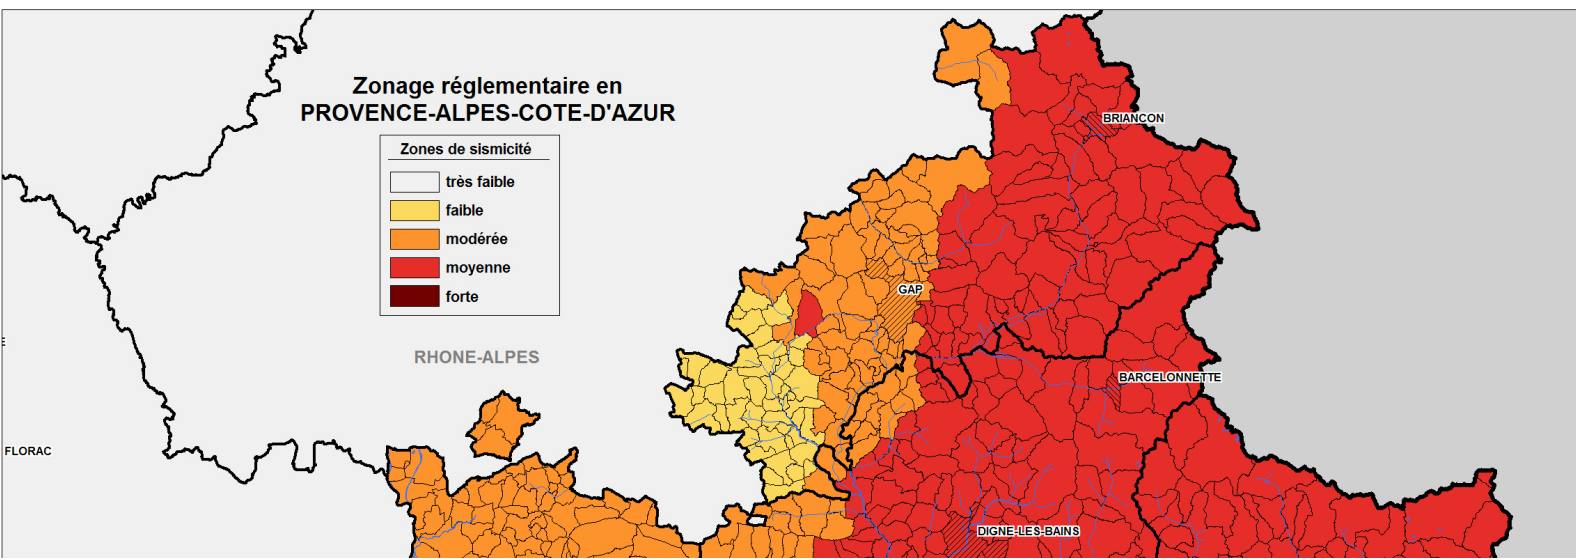 Zonage réglementaire en
PROVENCE-ALPES-COTE-D'AZUR
Zones de sismicité
très faible
faible
modérée
moyenne
forte
BRIANCON
GAP
RHONE-ALPES
BARCELONNETTE
FLORAC
DIGNE-LES-BAINS